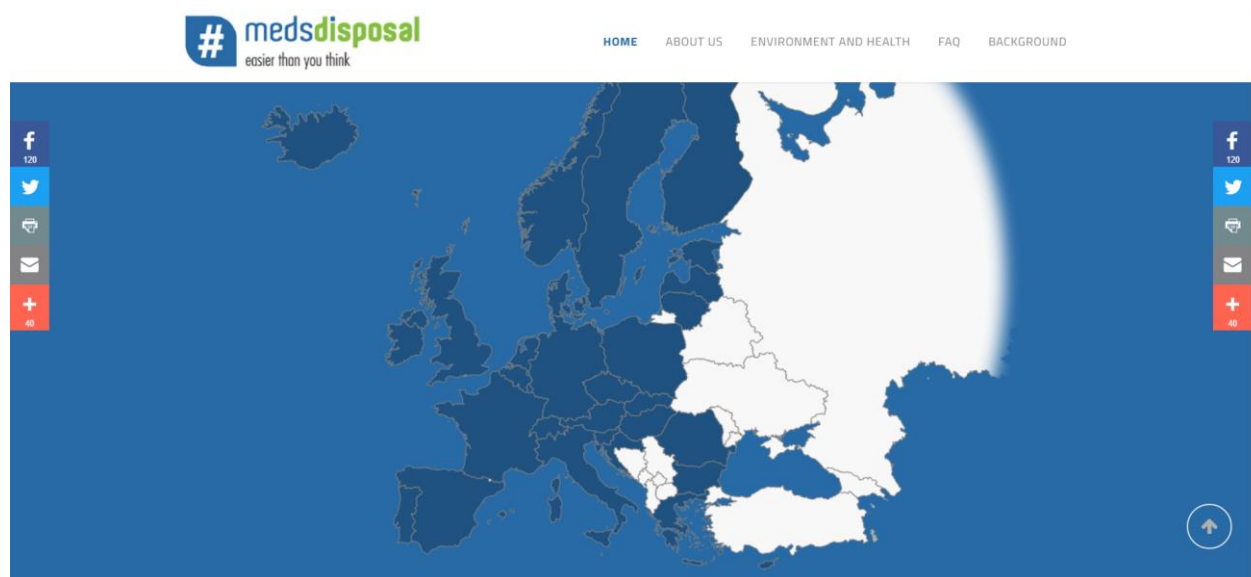 # medsdisposal
easier than you think
HOME ABOUT US ENVIRONMENT AND HEALTH FAQ BACKGROUND
120
40
120
40